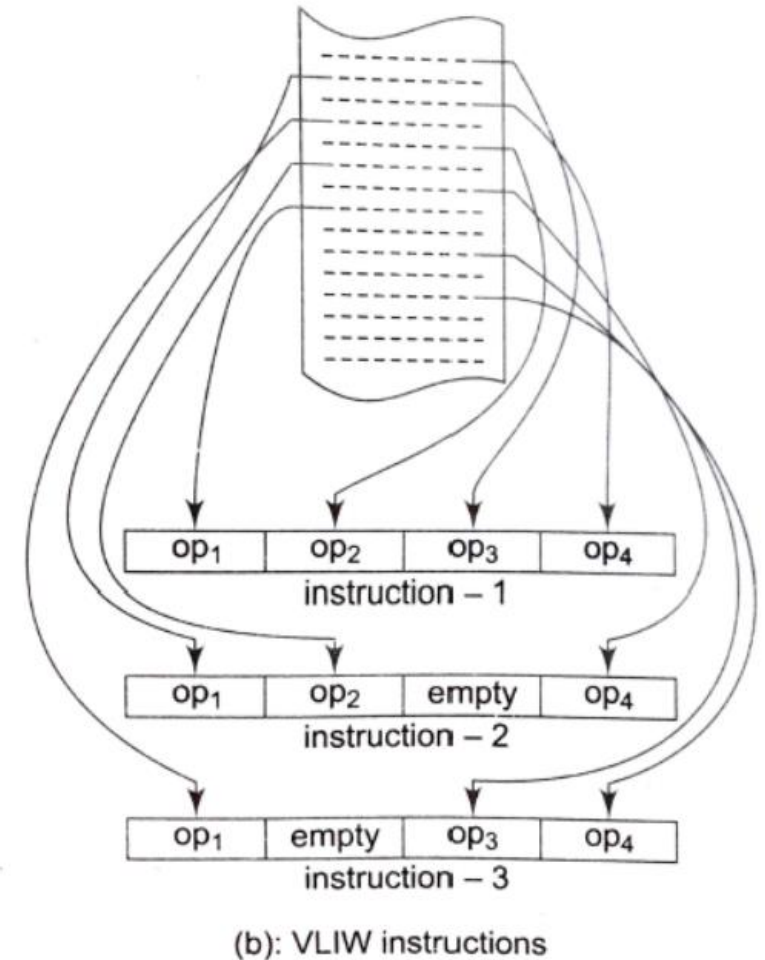 op₁ op₂ op₃ op₄
instruction – 1
op₁ op₂ empty op₄
instruction – 2
op₁ empty op₃ op₄
instruction – 3
(b): VLIW instructions